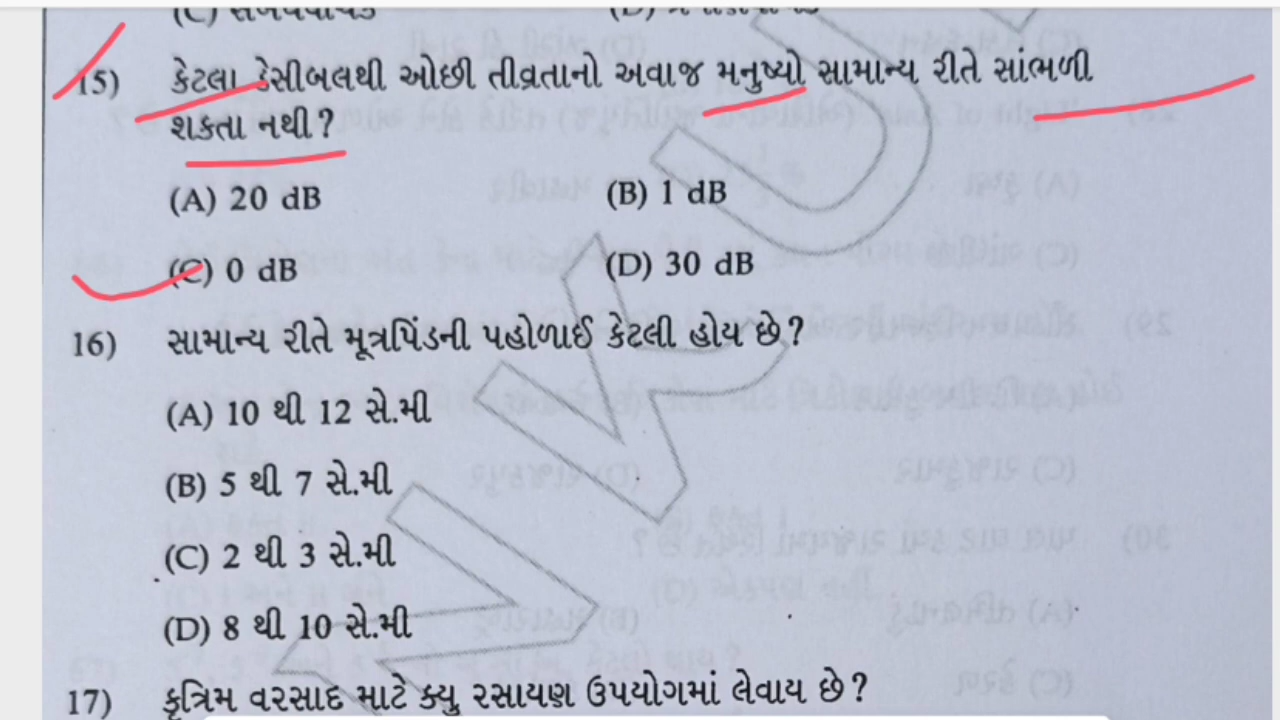 15) કેટલા ડેસીબલથી ઓછી તીવ્રતાનો અવાજ મનુષ્યો સામાન્ય રીતે સાંભળી
શકતા નથી?
(A) 20 dB (B) 1 dB
(C) 0 dB (D) 30 dB
16) સામાન્ય રીતે મૂત્રપિંડની પહોળાઈ કેટલી હોય છે?
(A) 10 થી 12 સે.મી
(B) 5 થી 7 સે.મી
(C) 2 થી 3 સે.મી
(D) 8 થી 10 સે.મી
17) કૃત્રિમ વરસાદ માટે ક્યુ રસાયણ ઉપયોગમાં લેવાય છે?